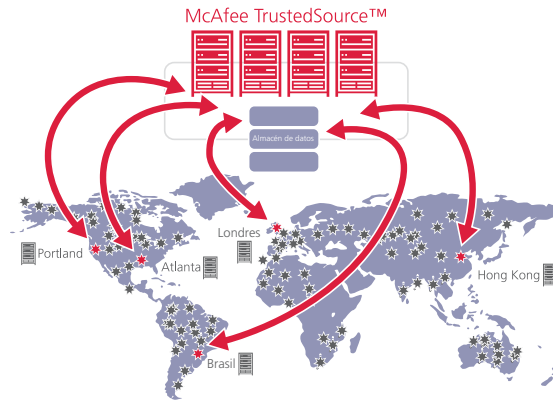 McAfee TrustedSource™
Almacén de datos
Londres
Portland
Atlanta
Hong Kong
Brasil